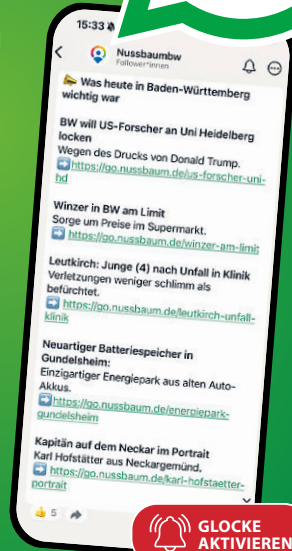 15:33
Nussbaumbw
Follower*innen
Was heute in Baden-Württemberg
wichtig war
BW will US-Forscher an Uni Heidelberg
locken
Wegen des Drucks von Donald Trump.
➡️https://go.nussbaum.de/us-forscher-uni-
hd
Winzer in BW am Limit
Sorge um Preise im Supermarkt.
➡️ https://go.nussbaum.de/winzer-am-limit
Leutkirch: Junge (4) nach Unfall in Klinik
Verletzungen weniger schlimm als
befürchtet.
➡️ https://go.nussbaum.de/leutkirch-unfall-
klinik
Neuartiger Batteriespeicher in
Gundelsheim:
Einzigartiger Energiepark aus alten Auto-
Akkus.
➡️https://go.nussbaum.de/energiepark-
gundelsheim
Kapitän auf dem Neckar im Portrait
Karl Hofstätter aus Neckargemünd.
➡️ https://go.nussbaum.de/karl-hofstaetter-
portrait
👍 5
GLOCKE
AKTIVIEREN